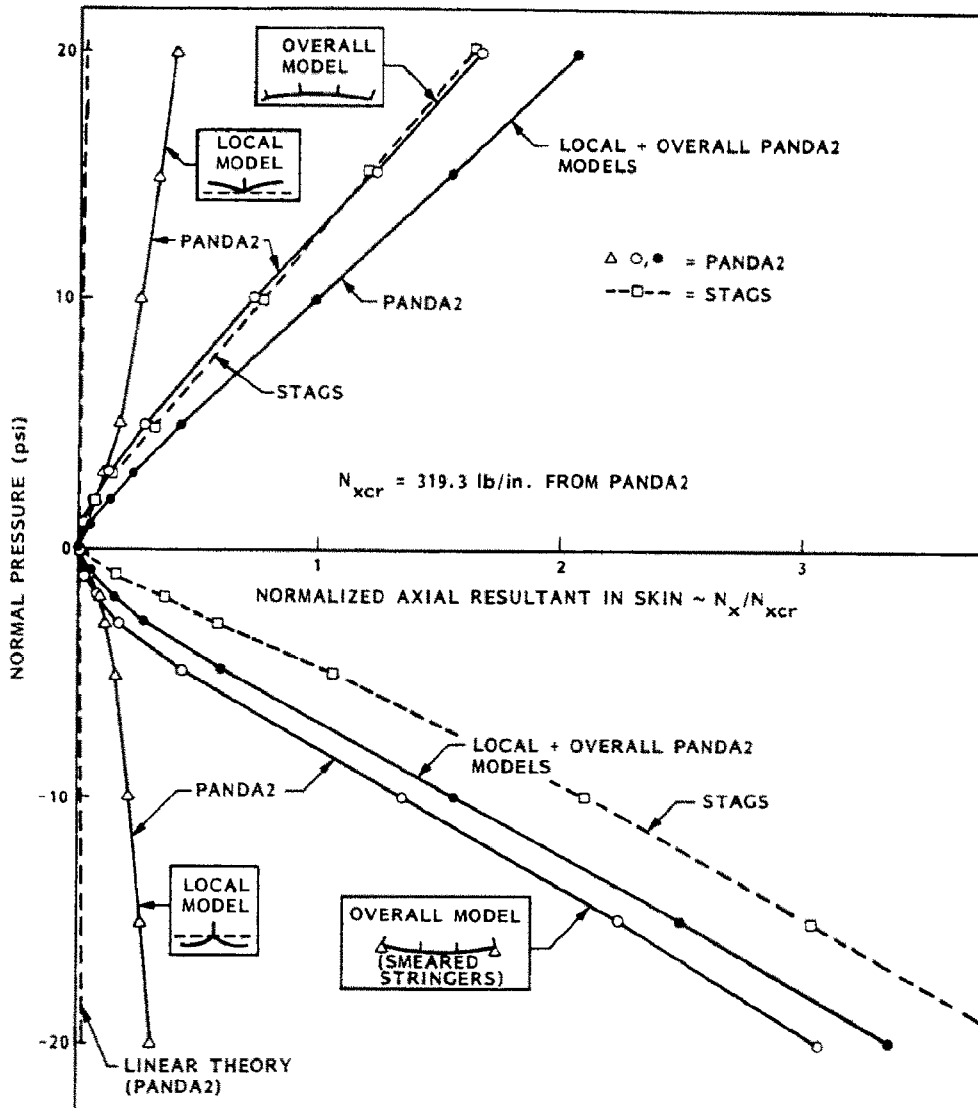 20
OVERALL
MODEL
LOCAL
MODEL
LOCAL + OVERALL PANDA2
MODELS
PANDA2
△ ○,● = PANDA2
--□-- = STAGS
10
PANDA2
STAGS
N_xcr = 319.3 lb/in. FROM PANDA2
NORMAL PRESSURE (psi)
0
1
2
3
NORMALIZED AXIAL RESULTANT IN SKIN ~ N_x/N_xcr
LOCAL + OVERALL PANDA2
MODELS
PANDA2
STAGS
-10
LOCAL
MODEL
OVERALL MODEL
(SMEARED
STRINGERS)
-20
LINEAR THEORY
(PANDA2)